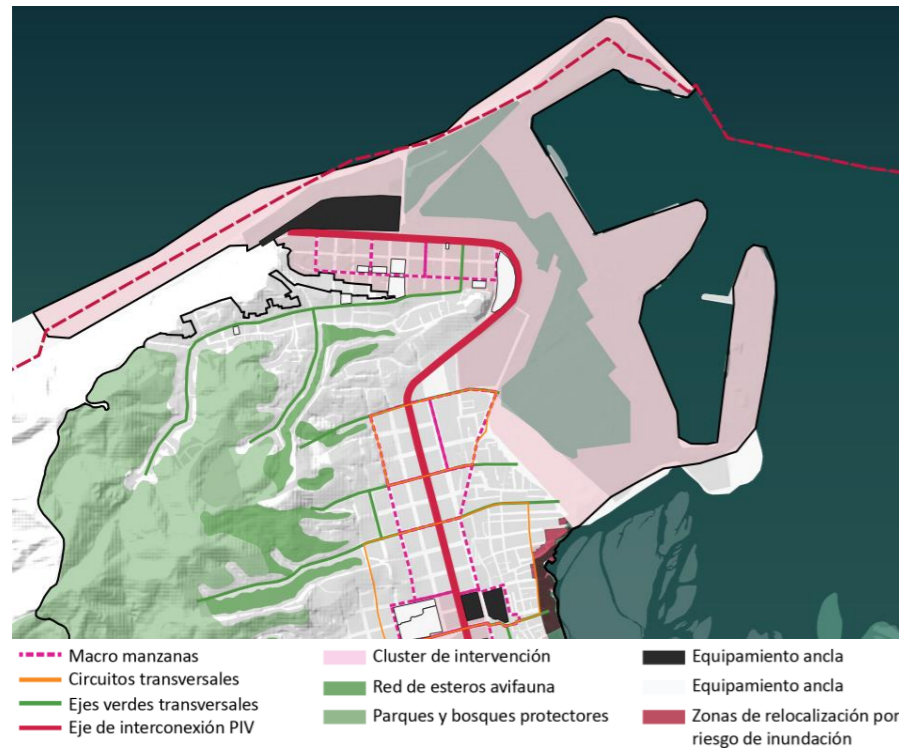 Macro manzanas
Circuitos transversales
Ejes verdes transversales
Eje de interconexión PIV
Cluster de intervención
Red de esteros avifauna
Parques y bosques protectores
Equipamiento ancla
Equipamiento ancla
Zonas de relocalización por
riesgo de inundación